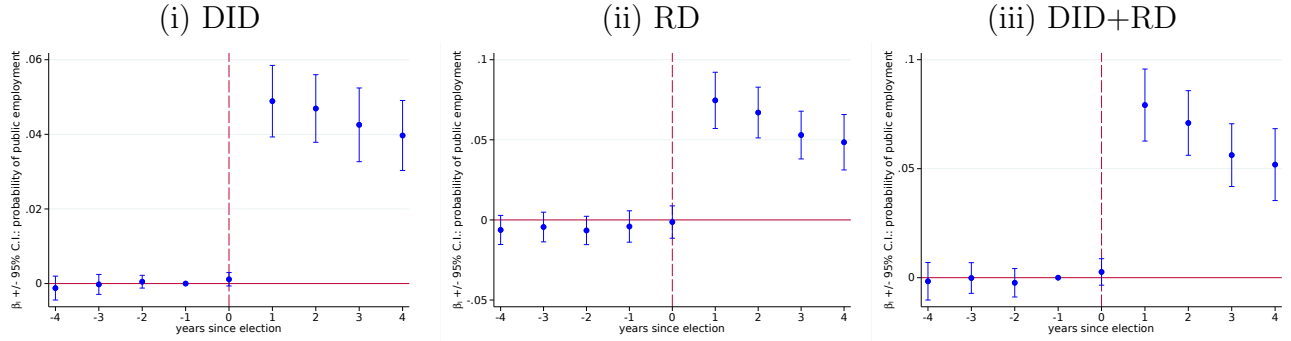 (i) DID
(ii) RD
(iii) DID+RD
βᵢ +/- 95% C.I.: probability of public employment
.06
.04
.02
0
-4 -3 -2 -1 0 1 2 3 4
years since election
βᵢ +/- 95% C.I.: probability of public employment
.1
.05
0
-.05
-4 -3 -2 -1 0 1 2 3 4
years since election
βᵢ +/- 95% C.I.: probability of public employment
.1
.05
0
-4 -3 -2 -1 0 1 2 3 4
years since election